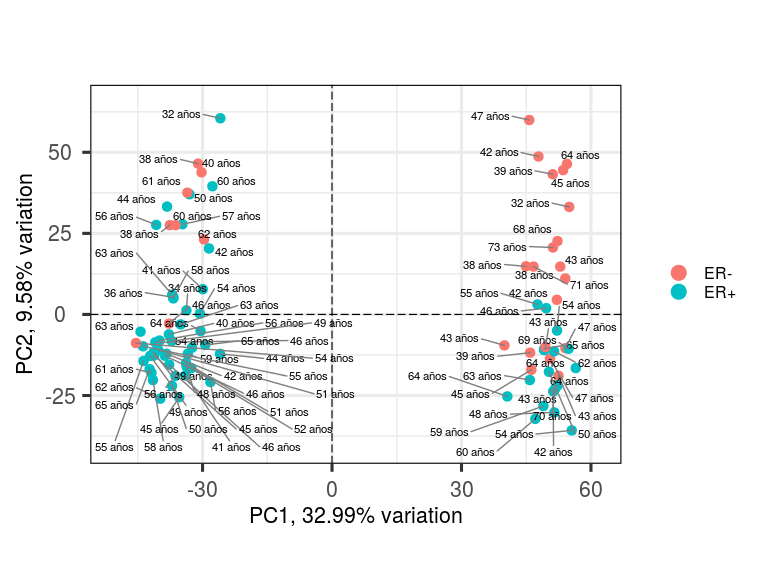 32 años
47 años
38 años
40 años
42 años
64 años
39 años
61 años
60 años
45 años
44 años
50 años
32 años
56 años
60 años
57 años
38 años
62 años
68 años
63 años
42 años
73 años
41 años
58 años
38 años
43 años
38 años
36 años
34 años
54 años
71 años
55 años
42 años
46 años
63 años
46 años
54 años
63 años
64 años
40 años
56 años
49 años
43 años
47 años
54 años
65 años
46 años
43 años
69 años
65 años
59 años
44 años
54 años
39 años
64 años
62 años
61 años
49 años
42 años
55 años
64 años
63 años
64 años
62 años
56 años
48 años
46 años
51 años
45 años
43 años
47 años
65 años
49 años
56 años
51 años
48 años
70 años
43 años
45 años
50 años
52 años
59 años
54 años
50 años
55 años
58 años
41 años
46 años
60 años
42 años
50
25
0
-25
-30
0
30
60
PC1, 32.99% variation
PC2, 9.58% variation
ER-
ER+